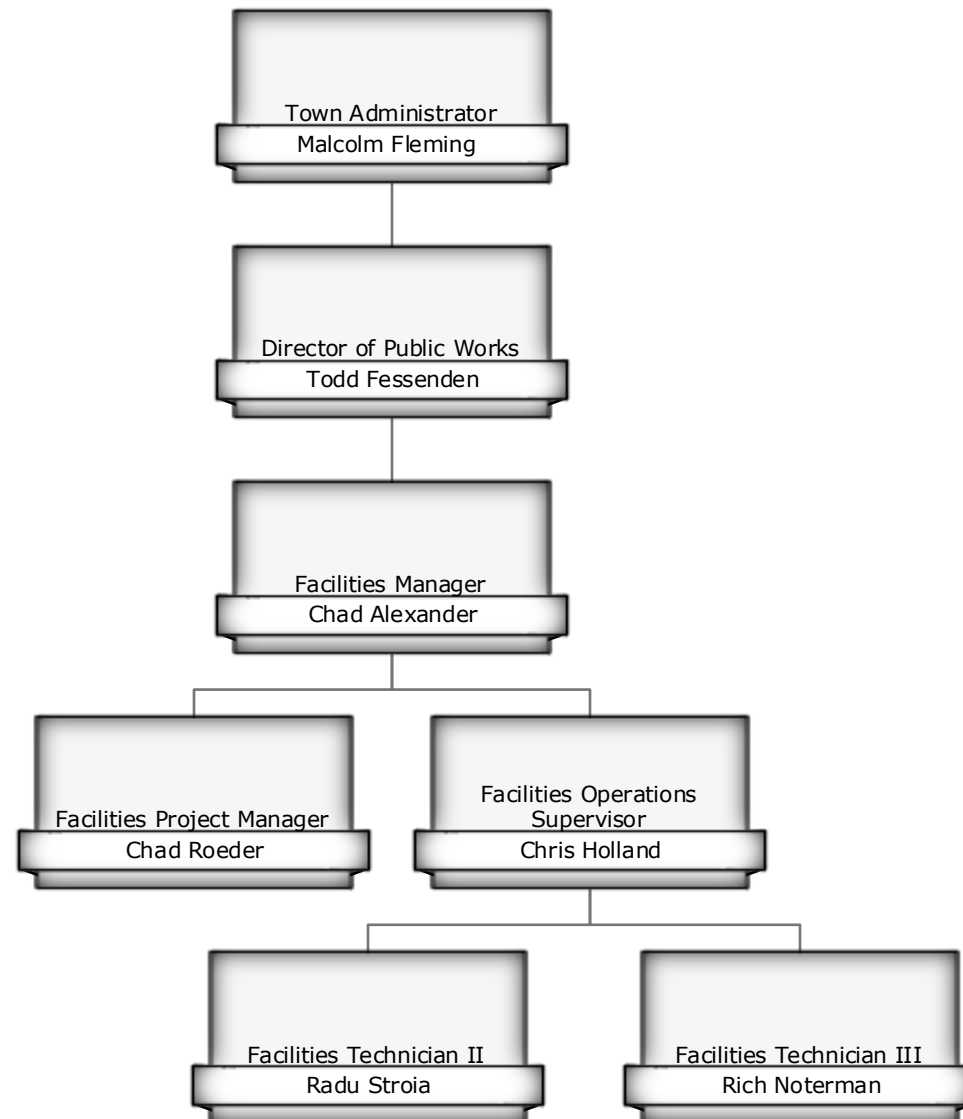 Town Administrator
Malcolm Fleming
Director of Public Works
Todd Fessenden
Facilities Manager
Chad Alexander
Facilities Project Manager
Chad Roeder
Facilities Operations
Supervisor
Chris Holland
Facilities Technician II
Radu Stroia
Facilities Technician III
Rich Noterman